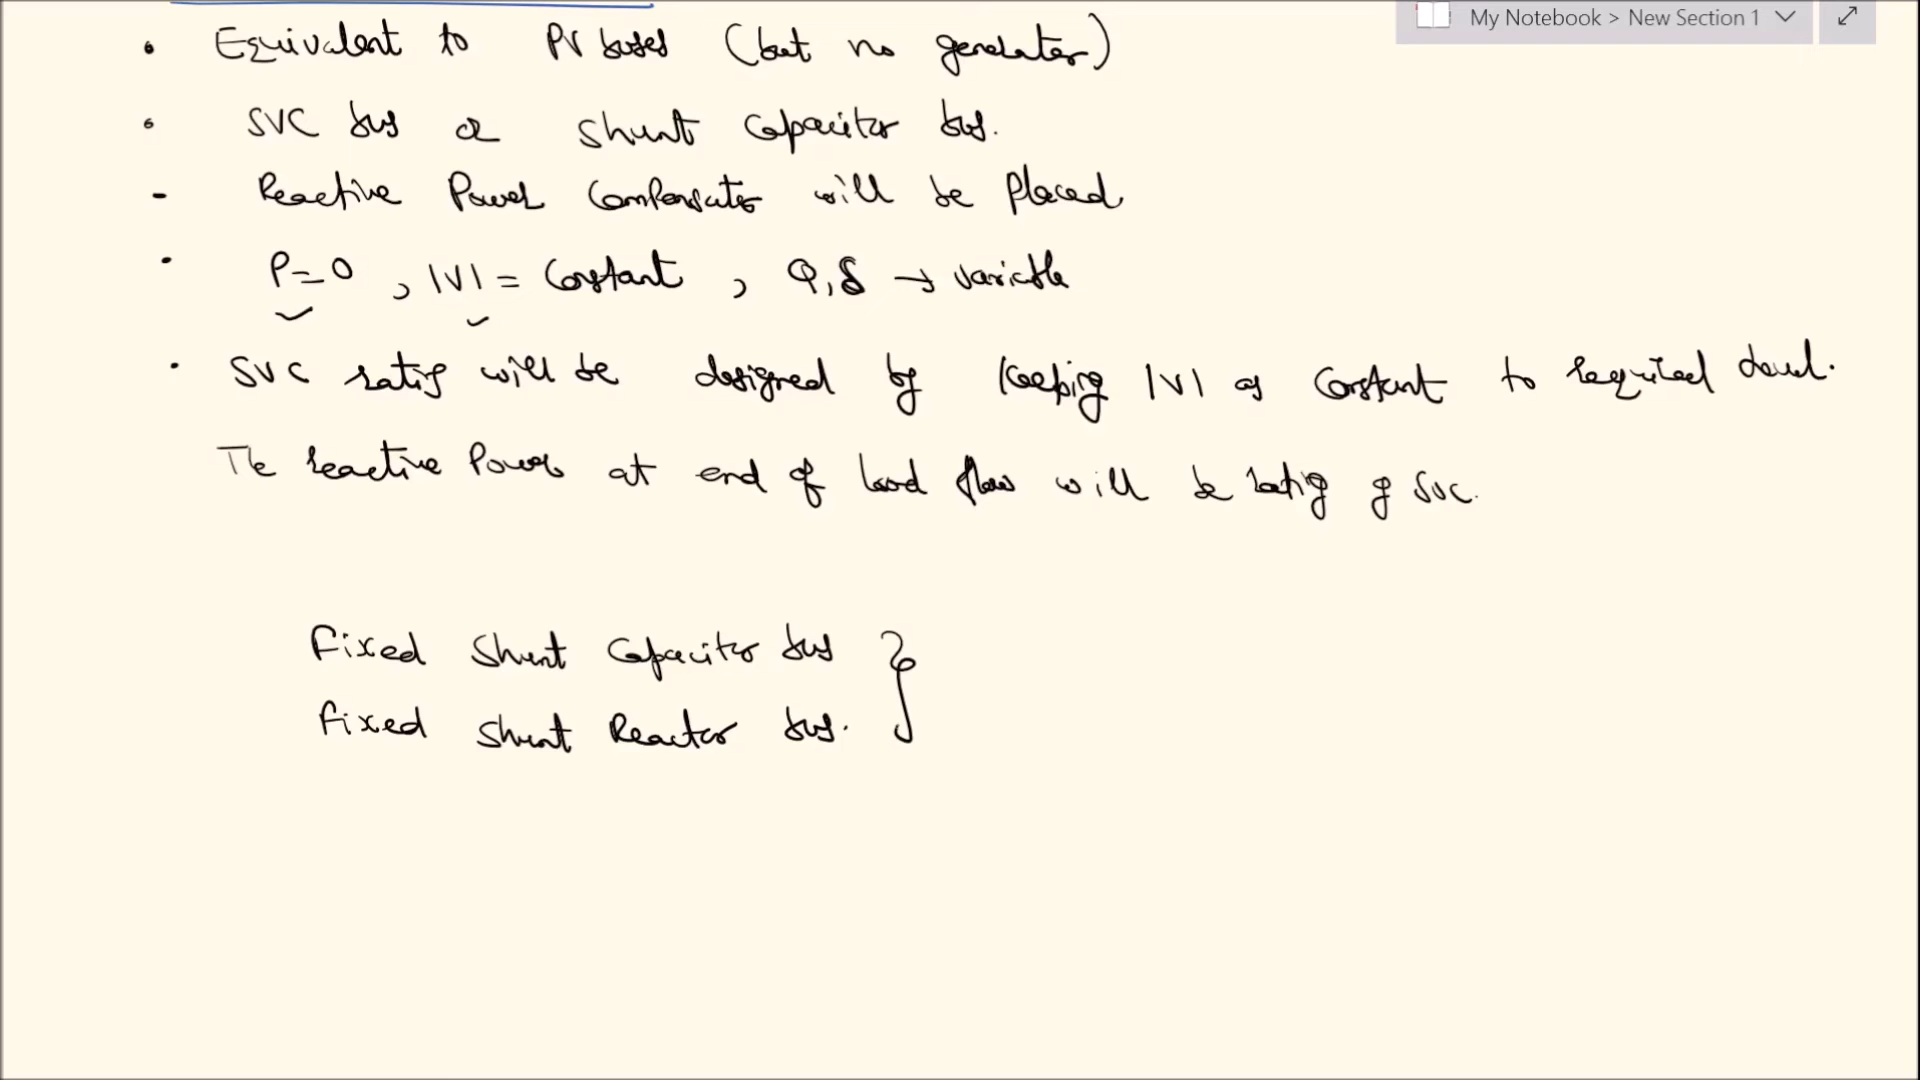 My Notebook > New Section 1
• Equivalent to PV buses (but no generator)
• SVC bus or shunt capacitor bus.
- Reactive Power Compensator will be placed
• P=0, |V| = Constant, Q,δ → variable
• SVC rating will be designed by keeping |V| as constant to required level.
The reactive power at end of load flow will be rating of SVC.
Fixed Shunt Capacitor bus
Fixed Shunt Reactor bus.